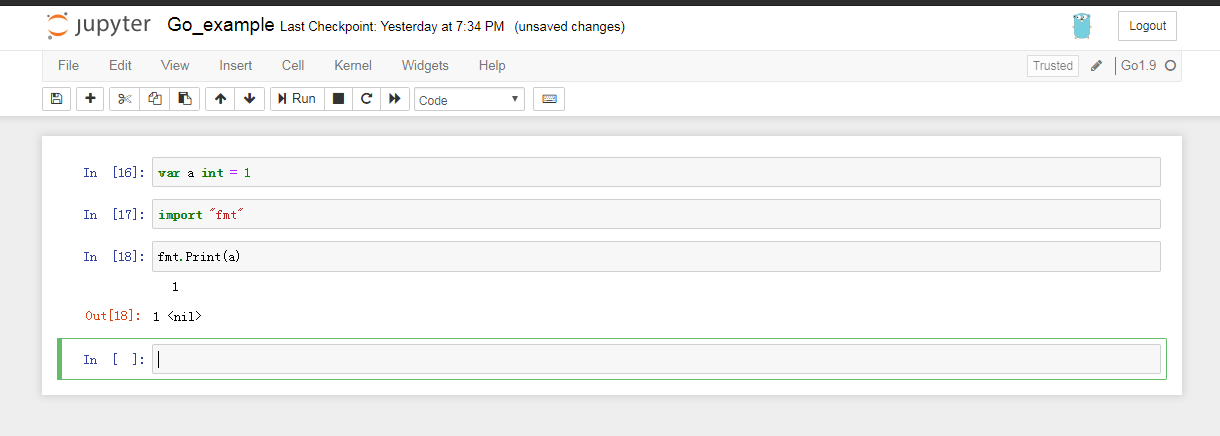 jupyter Go_example Last Checkpoint: Yesterday at 7:34 PM (unsaved changes) Logout
File Edit View Insert Cell Kernel Widgets Help Trusted Go1.9
Run Code
In [16]: var a int = 1
In [17]: import "fmt"
In [18]: fmt.Print(a)
1
Out[18]: 1 <nil>
In [ ]: